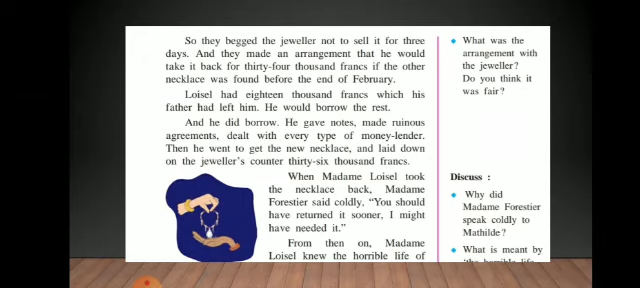 So they begged the jeweller not to sell it for three
days. And they made an arrangement that he would
take it back for thirty-four thousand francs if the other
necklace was found before the end of February.
Loisel had eighteen thousand francs which his
father had left him. He would borrow the rest.
And he did borrow. He gave notes, made ruinous
agreements, dealt with every type of money-lender.
Then he went to get the new necklace, and laid down
on the jeweller's counter thirty-six thousand francs.
When Madame Loisel took
the necklace back, Madame
Forestier said coldly, "You should
have returned it sooner, I might
have needed it."
From then on, Madame
Loisel knew the horrible life of
What was the
arrangement with
the jeweller?
Do you think it
was fair?
Discuss :
Why did
Madame Forestier
speak coldly to
Mathilde?
What is meant by
'the horrible life